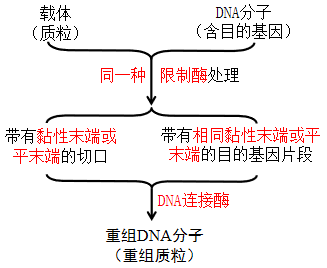 载体 DNA分子
（质粒） （含目的基因）
同一种 限制酶处理
带有黏性末端或 带有相同黏性末端或平
平末端的切口 末端的目的基因片段
DNA连接酶
重组DNA分子
（重组质粒）